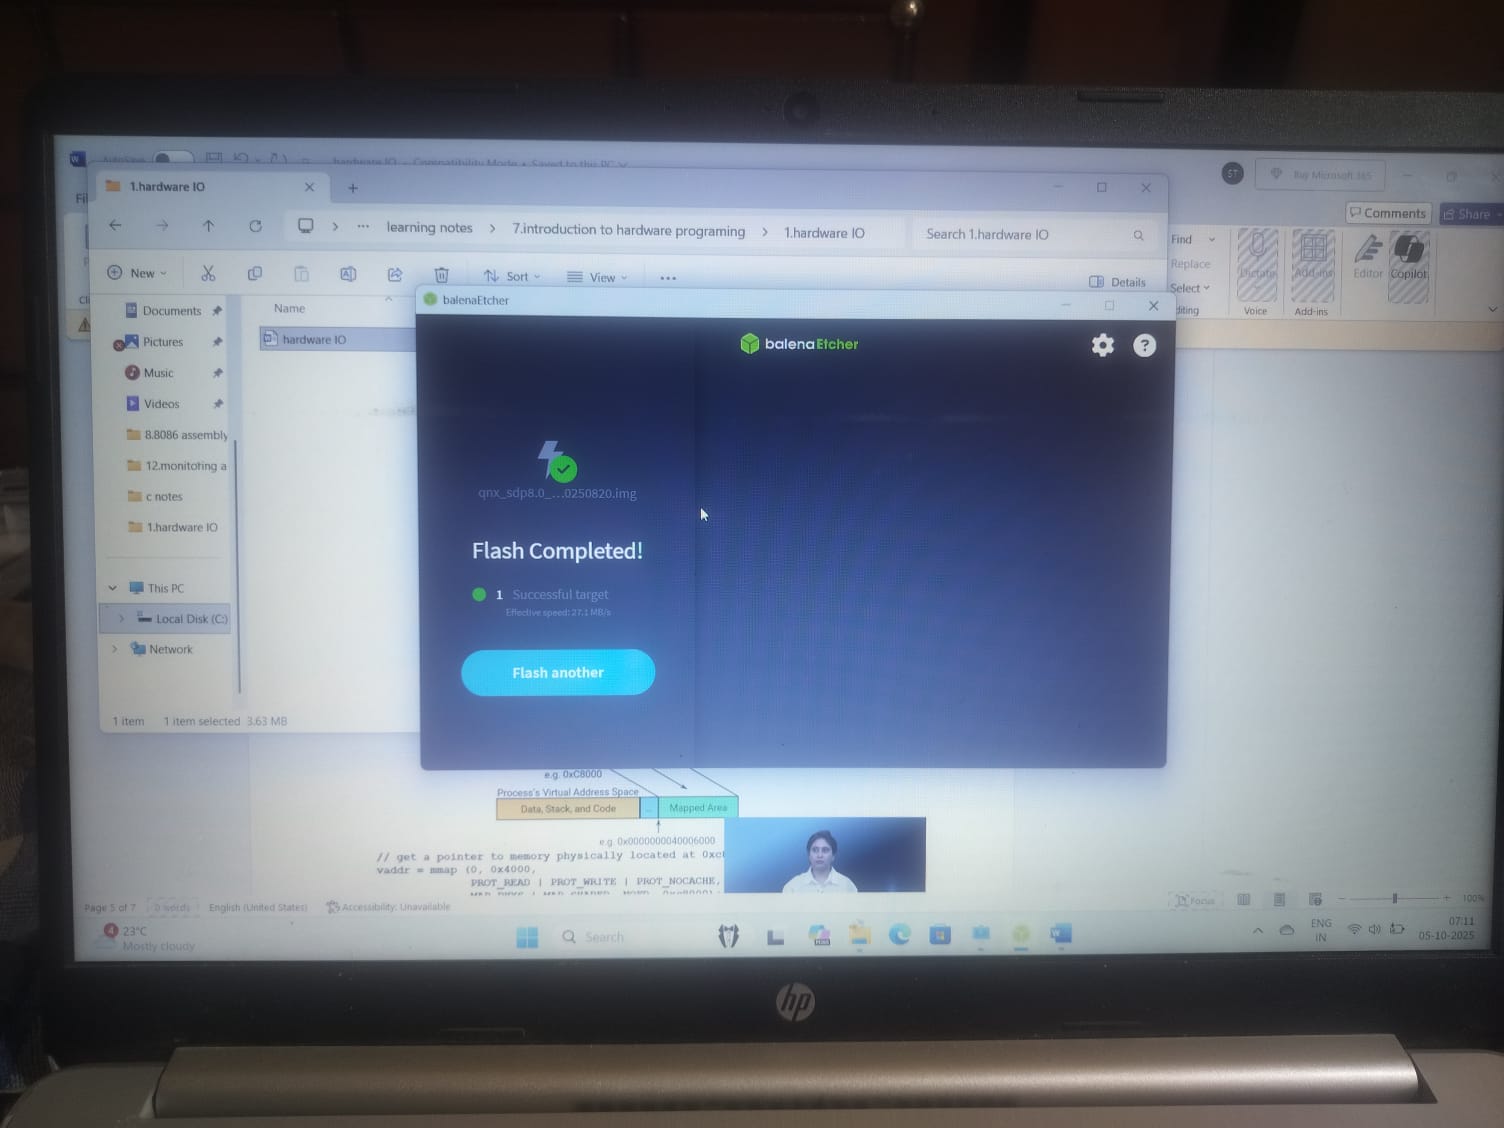 hardware IO - Compatibility Mode • Saved to this PC
ST
Buy Microsoft 365
1.hardware IO
Comments
Share
learning notes > 7.introduction to hardware programing > 1.hardware IO
Search 1.hardware IO
Find
Replace
Select
New
Sort
View
Details
Dictate
Add-ins
Editor
Copilot
Voice
Add-ins
Name
hardware IO
Documents
Pictures
Music
Videos
8.8086 assembly
12.monitoting a
c notes
1.hardware IO
This PC
Local Disk (C:)
Network
1 item
1 item selected 3.63 MB
balenaEtcher
balenaEtcher
qnx_sdp8.0_...0250820.img
Flash Completed!
1 Successful target
Effective speed: 27.1 MB/s
Flash another
e.g. 0xC8000
Process's Virtual Address Space
Data, Stack, and Code
...
Mapped Area
e.g. 0x0000000040006000
// get a pointer to memory physically located at
vaddr = mmap (0, 0x4000,
PROT_READ | PROT_WRITE | PROT_NOCACHE,
Page 5 of 7
0 words
English (United States)
Accessibility: Unavailable
Focus
100%
4
23°C
Mostly cloudy
Search
ENG
IN
07:11
05-10-2025
hp